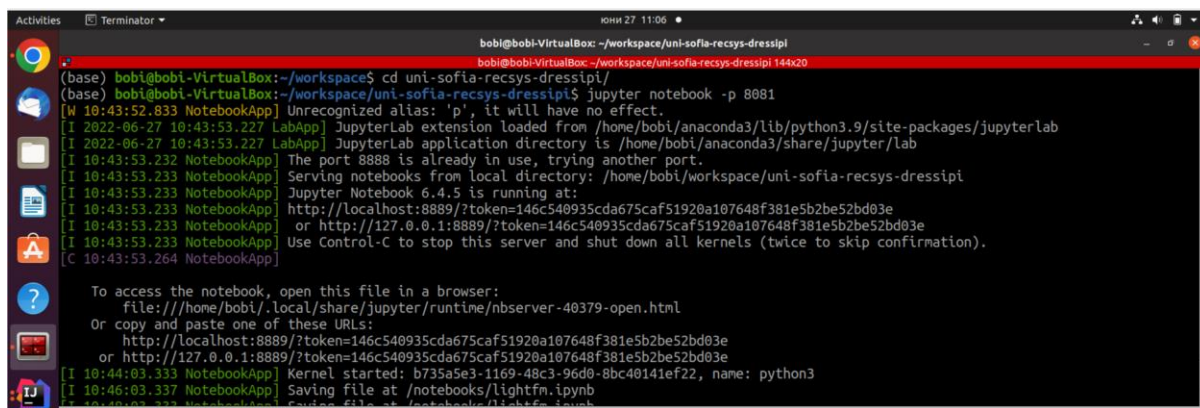 Activities Terminator юни 27 11:06
bobi@bobi-VirtualBox: ~/workspace/uni-sofia-recsys-dressipi
bobi@bobi-VirtualBox: ~/workspace/uni-sofia-recsys-dressipi 144x20
(base) bobi@bobi-VirtualBox:~/workspace$ cd uni-sofia-recsys-dressipi/
(base) bobi@bobi-VirtualBox:~/workspace/uni-sofia-recsys-dressipi$ jupyter notebook -p 8081
[W 10:43:52.833 NotebookApp] Unrecognized alias: 'p', it will have no effect.
[I 2022-06-27 10:43:53.227 LabApp] JupyterLab extension loaded from /home/bobi/anaconda3/lib/python3.9/site-packages/jupyterlab
[I 2022-06-27 10:43:53.227 LabApp] JupyterLab application directory is /home/bobi/anaconda3/share/jupyter/lab
[I 10:43:53.232 NotebookApp] The port 8888 is already in use, trying another port.
[I 10:43:53.233 NotebookApp] Serving notebooks from local directory: /home/bobi/workspace/uni-sofia-recsys-dressipi
[I 10:43:53.233 NotebookApp] Jupyter Notebook 6.4.5 is running at:
[I 10:43:53.233 NotebookApp] http://localhost:8889/?token=146c540935cda675caf51920a107648f381e5b2be52bd03e
[I 10:43:53.233 NotebookApp]  or http://127.0.0.1:8889/?token=146c540935cda675caf51920a107648f381e5b2be52bd03e
[I 10:43:53.233 NotebookApp] Use Control-C to stop this server and shut down all kernels (twice to skip confirmation).
[C 10:43:53.264 NotebookApp]
To access the notebook, open this file in a browser:
file:///home/bobi/.local/share/jupyter/runtime/nbserver-40379-open.html
Or copy and paste one of these URLs:
http://localhost:8889/?token=146c540935cda675caf51920a107648f381e5b2be52bd03e
or http://127.0.0.1:8889/?token=146c540935cda675caf51920a107648f381e5b2be52bd03e
[I 10:44:03.333 NotebookApp] Kernel started: b735a5e3-1169-48c3-96d0-8bc40141ef22, name: python3
[I 10:46:03.337 NotebookApp] Saving file at /notebooks/lightfm.ipynb
[I 10:48:03.333 NotebookApp] Saving file at /notebooks/lightfm.ipynb